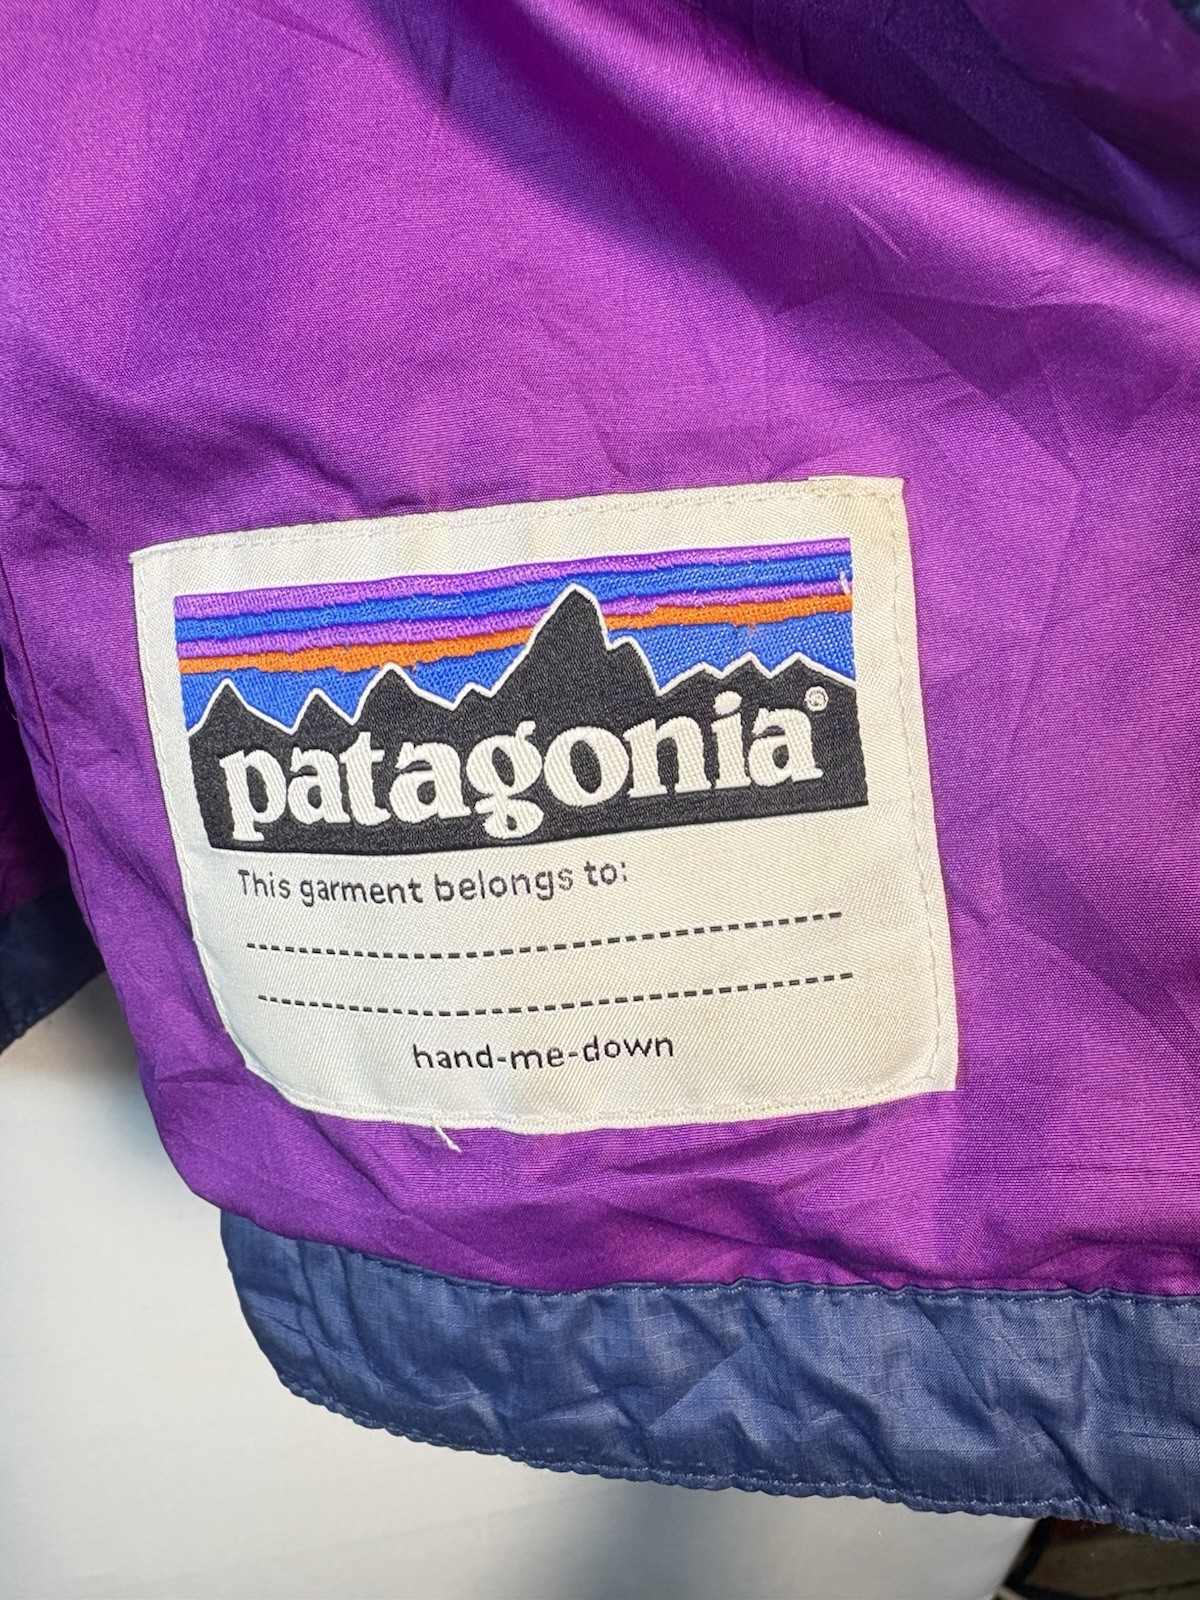 patagonia®
This garment belongs to:
hand-me-down